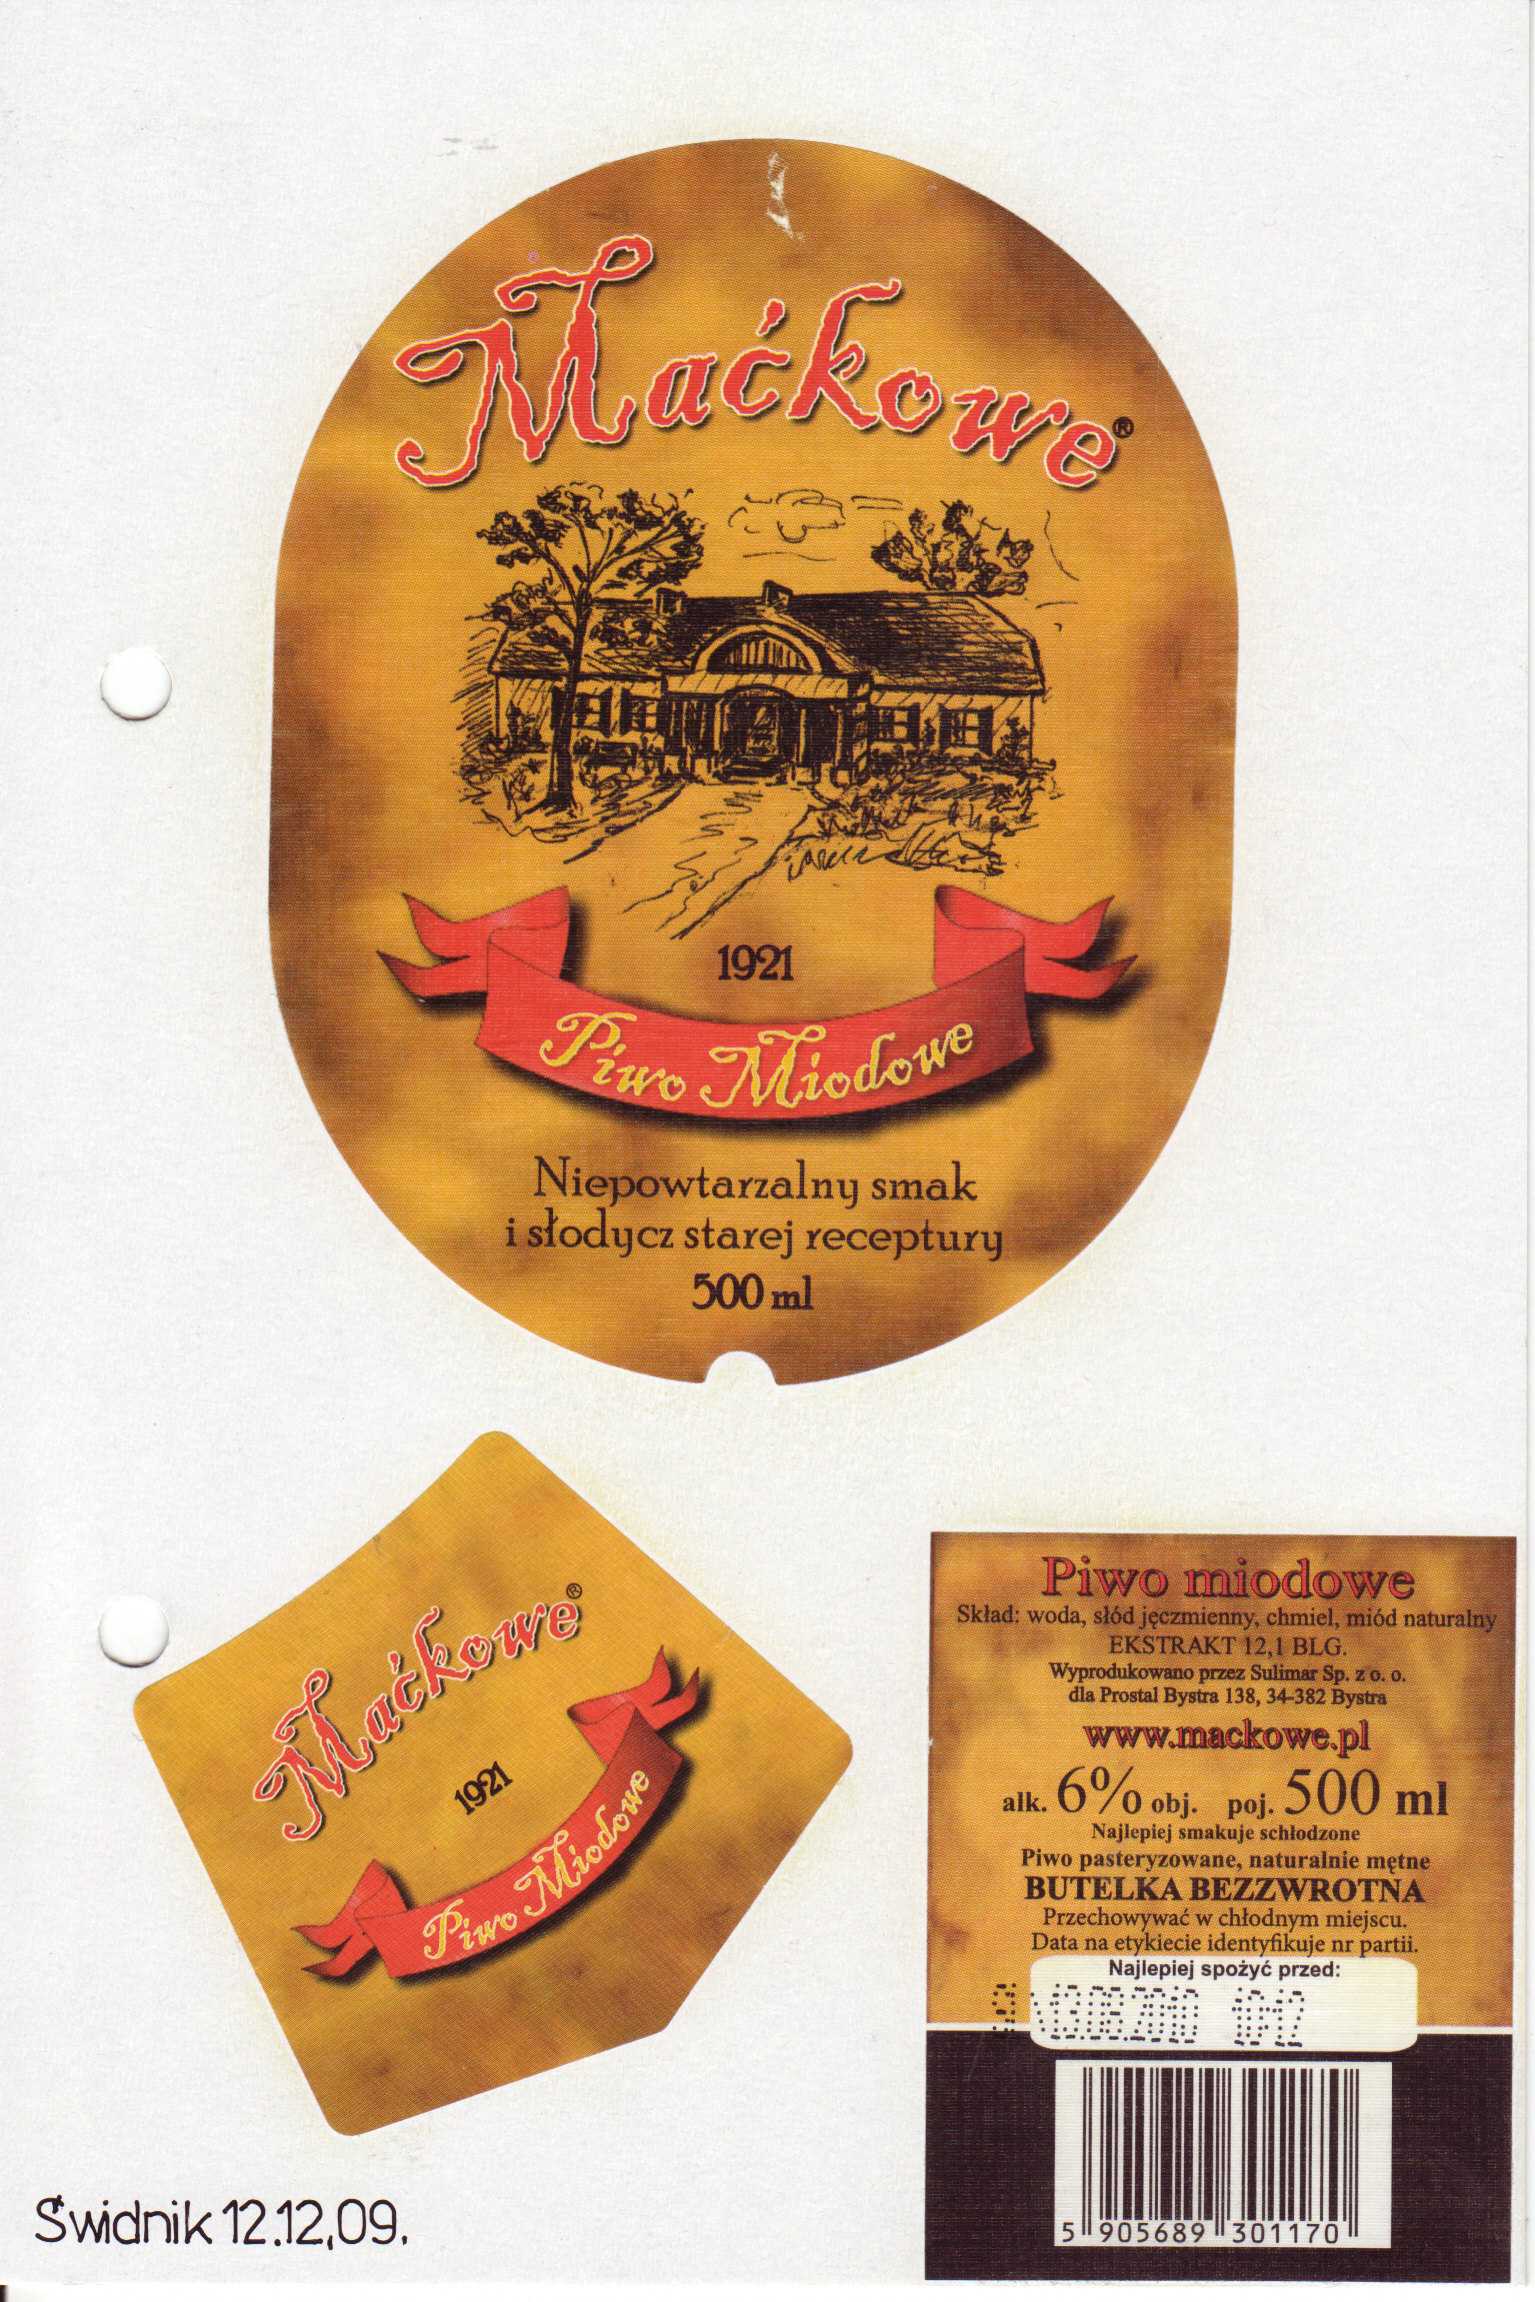 Maćkowe®
1921
Piwo Miodowe
Niepowtarzalny smak
i słodycz starej receptury
500 ml
Maćkowe®
1921
Piwo Miodowe
Piwo miodowe
Skład: woda, słód jęczmienny, chmiel, miód naturalny
EKSTRAKT 12,1 BLG.
Wyprodukowano przez Sulimar Sp. z o. o.
dla Prostal Bystra 138, 34-382 Bystra
www.mackowe.pl
alk. 6% obj. poj. 500 ml
Najlepiej smakuje schłodzone
Piwo pasteryzowane, naturalnie mętne
BUTELKA BEZZWROTNA
Przechowywać w chłodnym miejscu.
Data na etykiecie identyfikuje nr partii.
Najlepiej spożyć przed:
13.08.2010
5 905689 301170
Świdnik 12.12.09.